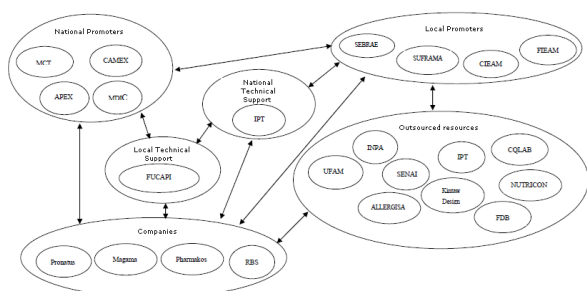 National Promoters
MCT
CAMEX
APEX
MDIC
Local Promoters
SEBRAE
SUFRAMA
CIEAM
FIEAM
National
Technical
Support
IPT
Local Technical
Support
FUCAPI
Outsourced resources
INPA
IPT
CQLAB
UFAM
SENAI
NUTRICON
ALLERGISA
Design
FDB
Companies
Pronatus
Magama
Pharmakos
RBS